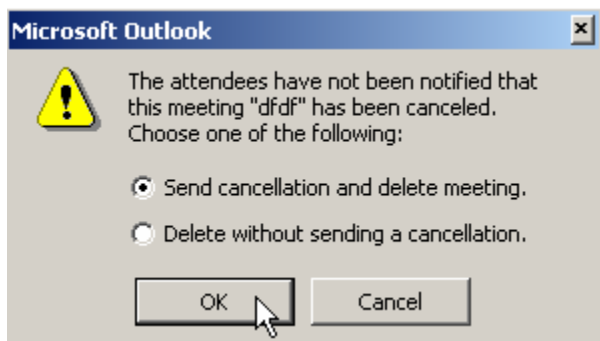 Microsoft Outlook
The attendees have not been notified that
this meeting "dfdf" has been canceled.
Choose one of the following:
Send cancellation and delete meeting.
Delete without sending a cancellation.
OK
Cancel